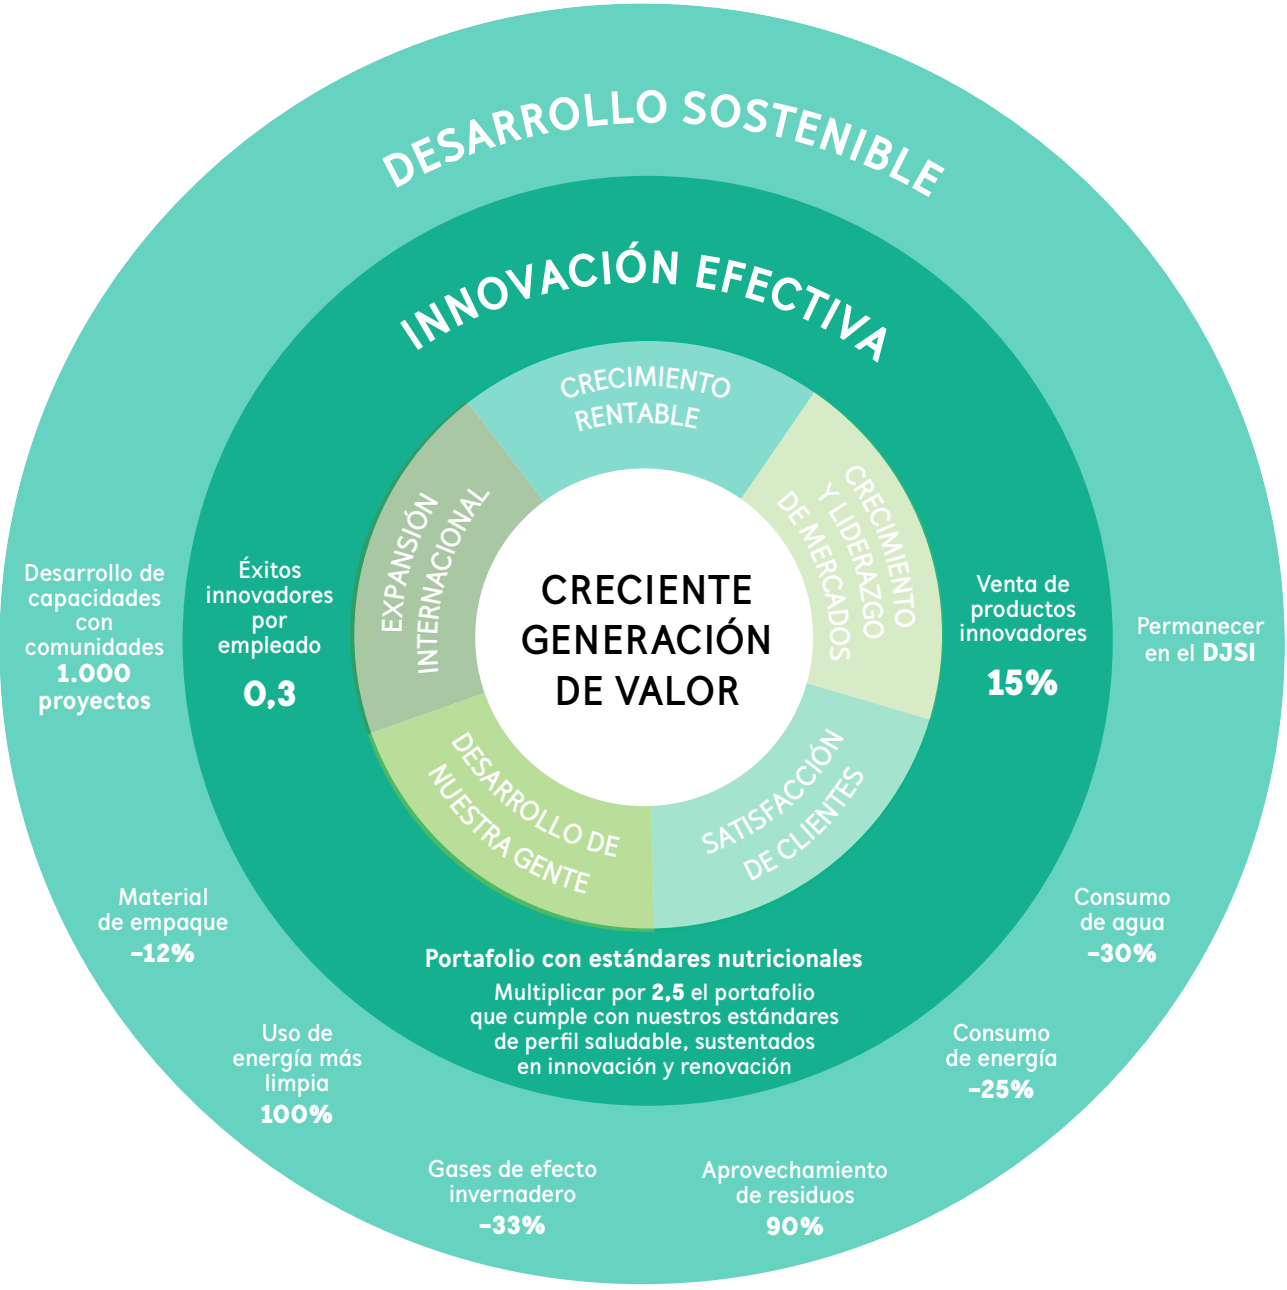 DESARROLLO SOSTENIBLE
INNOVACIÓN EFECTIVA
CRECIMIENTO
RENTABLE
CRECIMIENTO
Y LIDERAZGO
DE MERCADOS
SATISFACCIÓN
DE CLIENTES
DESARROLLO DE
NUESTRA GENTE
EXPANSIÓN
INTERNACIONAL
CRECIENTE
GENERACIÓN
DE VALOR
Éxitos
innovadores
por
empleado
0,3
Venta de
productos
innovadores
15%
Portafolio con estándares nutricionales
Multiplicar por 2,5 el portafolio
que cumple con nuestros estándares
de perfil saludable, sustentados
en innovación y renovación
Desarrollo de
capacidades
con
comunidades
1.000
proyectos
Permanecer
en el DJSI
Material
de empaque
-12%
Consumo
de agua
-30%
Uso de
energía más
limpia
100%
Consumo
de energía
-25%
Gases de efecto
invernadero
-33%
Aprovechamiento
de residuos
90%